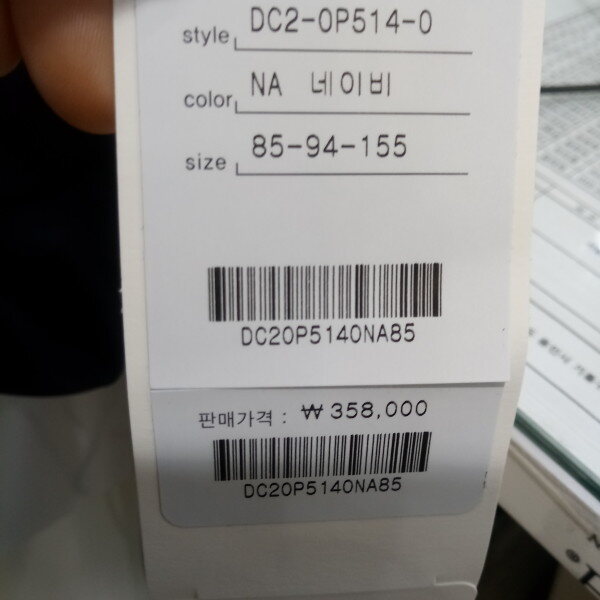 style DC2-0P514-0
color NA 네이비
size 85-94-155
DC20P5140NA85
판매가격 : ₩ 358,000
DC20P5140NA85